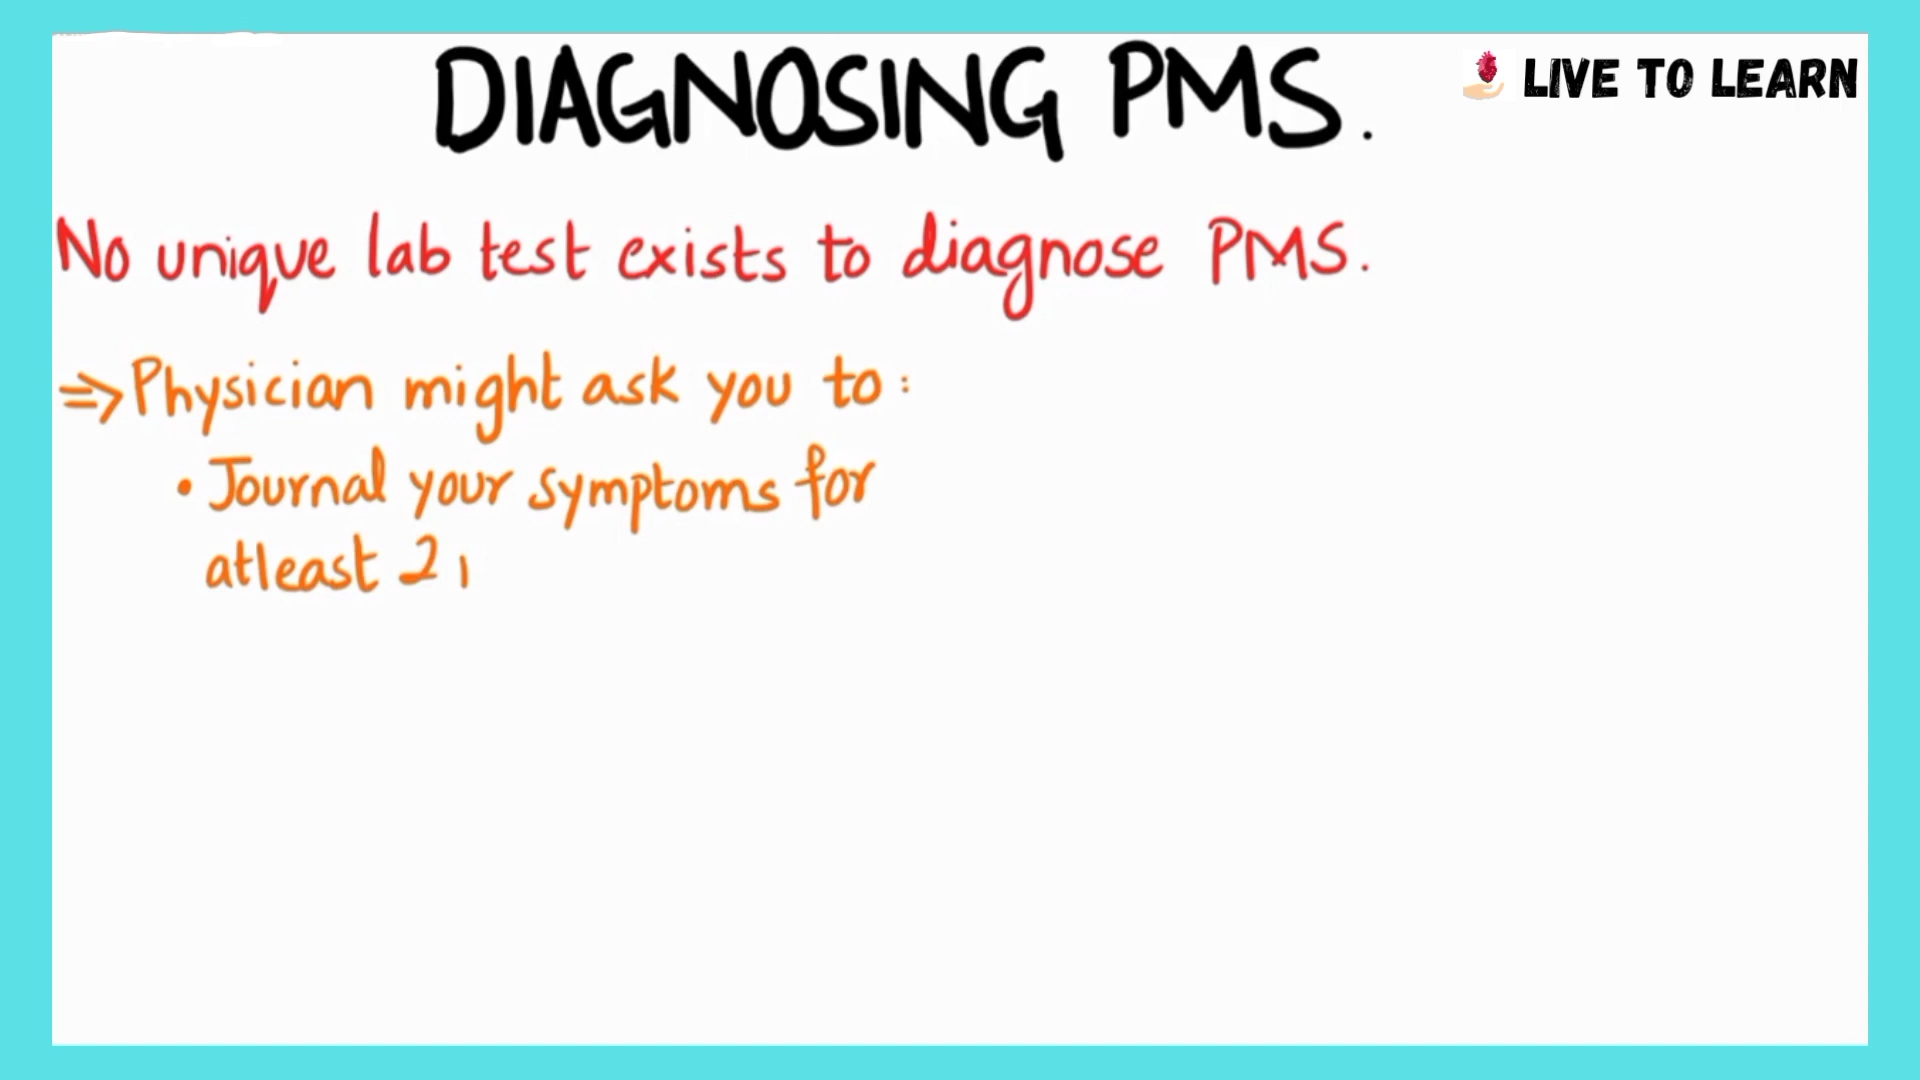 DIAGNOSING PMS.
LIVE TO LEARN
No unique lab test exists to diagnose PMS.
⇒ Physician might ask you to:
• Journal your symptoms for
atleast 2